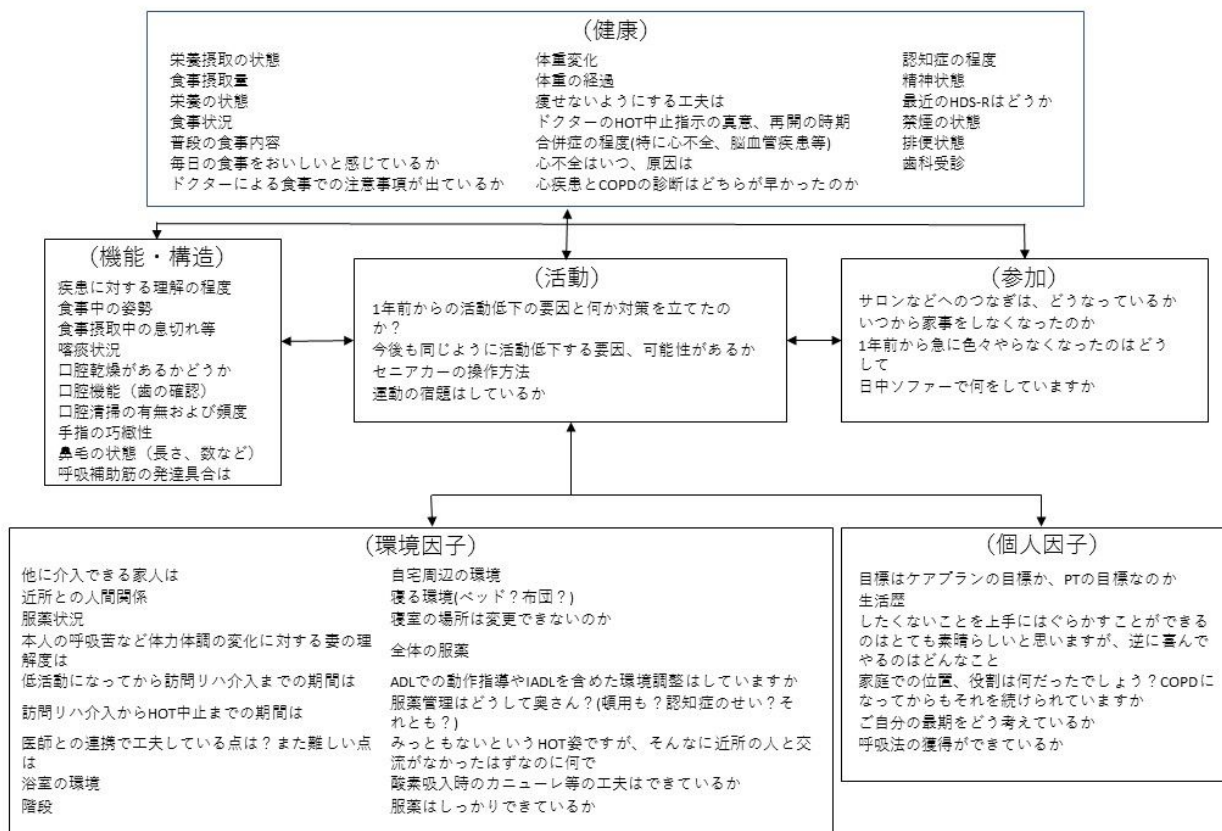 （健康）
栄養摂取の状態
食事摂取量
栄養の状態
食事状況
普段の食事内容
毎日の食事をおいしいと感じているか
ドクターによる食事での注意事項が出ているか
体重変化
体重の経過
痩せないようにする工夫は
ドクターのHOT中止指示の真意、再開の時期
合併症の程度(特に心不全、脳血管疾患等)
心不全はいつ、原因は
心疾患とCOPDの診断はどちらが早かったのか
認知症の程度
精神状態
最近のHDS-Rはどうか
禁煙の状態
排便状態
歯科受診
（機能・構造）
疾患に対する理解の程度
食事中の姿勢
食事摂取中の息切れ等
喀痰状況
口腔乾燥があるかどうか
口腔機能（歯の確認）
口腔清掃の有無および頻度
手指の巧緻性
鼻毛の状態（長さ、数など）
呼吸補助筋の発達具合は
（活動）
1年前からの活動低下の要因と何か対策を立てたの
か？
今後も同じように活動低下する要因、可能性があるか
セニアカーの操作方法
運動の宿題はしているか
（参加）
サロンなどへのつなぎは、どうなっているか
いつから家事をしなくなったのか
1年前から急に色々やらなくなったのはどう
して
日中ソファーで何をしていますか
（環境因子）
他に介入できる家人は
近所との人間関係
服薬状況
本人の呼吸苦など体力体調の変化に対する妻の理
解度は
低活動になってから訪問リハ介入までの期間は
訪問リハ介入からHOT中止までの期間は
医師との連携で工夫している点は？また難しい点
は
浴室の環境
階段
自宅周辺の環境
寝る環境(ベッド？布団？)
寝室の場所は変更できないのか
全体の服薬
ADLでの動作指導やIADLを含めた環境調整はしていますか
服薬管理はどうして奥さん？(頓用も？認知症のせい？そ
れとも？)
みっともないというHOT姿ですが、そんなに近所の人と交
流がなかったはずなのに何で
酸素吸入時のカニューレ等の工夫はできているか
服薬はしっかりできているか
（個人因子）
目標はケアプランの目標か、PTの目標なのか
生活歴
したくないことを上手にはぐらかすことができる
のはとても素晴らしいと思いますが、逆に喜んで
やるのはどんなこと
家庭での位置、役割は何だったでしょう？COPDに
なってからもそれを続けられていますか
ご自分の最期をどう考えているか
呼吸法の獲得ができているか